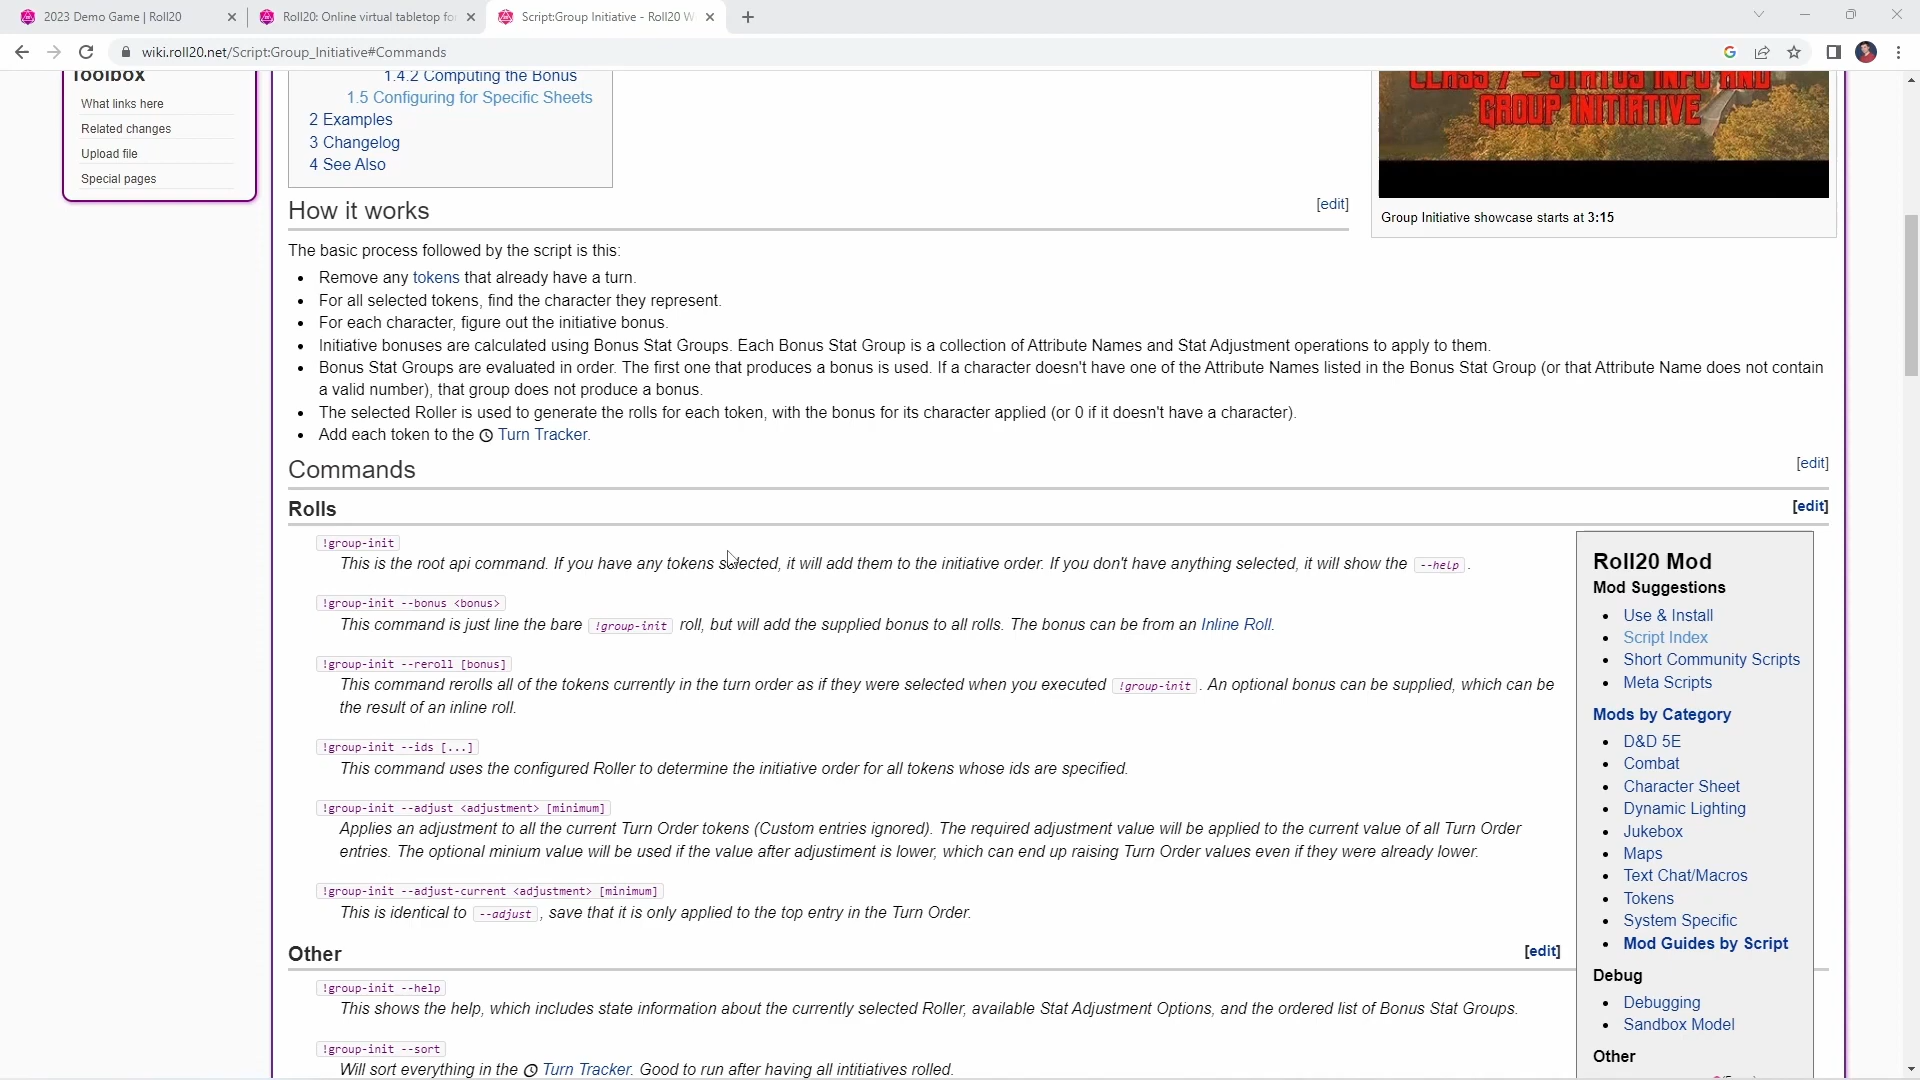 2023 Demo Game | Roll20
Roll20: Online virtual tabletop fo
Script:Group Initiative - Roll20 W
wiki.roll20.net/Script:Group_Initiative#Commands
Toolbox
What links here
Related changes
Upload file
Special pages
1.4.2 Computing the Bonus
1.5 Configuring for Specific Sheets
2 Examples
3 Changelog
4 See Also
CLASS 7 - STATUS INFO AND
GROUP INITIATIVE
Group Initiative showcase starts at 3:15
How it works
[edit]
The basic process followed by the script is this:
Remove any tokens that already have a turn.
For all selected tokens, find the character they represent.
For each character, figure out the initiative bonus.
Initiative bonuses are calculated using Bonus Stat Groups. Each Bonus Stat Group is a collection of Attribute Names and Stat Adjustment operations to apply to them.
Bonus Stat Groups are evaluated in order. The first one that produces a bonus is used. If a character doesn't have one of the Attribute Names listed in the Bonus Stat Group (or that Attribute Name does not contain
a valid number), that group does not produce a bonus.
The selected Roller is used to generate the rolls for each token, with the bonus for its character applied (or 0 if it doesn't have a character).
Add each token to the Turn Tracker.
Commands
[edit]
Rolls
[edit]
!group-init
This is the root api command. If you have any tokens selected, it will add them to the initiative order. If you don't have anything selected, it will show the --help .
!group-init --bonus <bonus>
This command is just line the bare !group-init roll, but will add the supplied bonus to all rolls. The bonus can be from an Inline Roll.
!group-init --reroll [bonus]
This command rerolls all of the tokens currently in the turn order as if they were selected when you executed !group-init . An optional bonus can be supplied, which can be
the result of an inline roll.
!group-init --ids [...]
This command uses the configured Roller to determine the initiative order for all tokens whose ids are specified.
!group-init --adjust <adjustment> [minimum]
Applies an adjustment to all the current Turn Order tokens (Custom entries ignored). The required adjustment value will be applied to the current value of all Turn Order
entries. The optional minium value will be used if the value after adjustiment is lower, which can end up raising Turn Order values even if they were already lower.
!group-init --adjust-current <adjustment> [minimum]
This is identical to --adjust , save that it is only applied to the top entry in the Turn Order.
Other
[edit]
!group-init --help
This shows the help, which includes state information about the currently selected Roller, available Stat Adjustment Options, and the ordered list of Bonus Stat Groups.
!group-init --sort
Will sort everything in the Turn Tracker. Good to run after having all intitiatives rolled.
Roll20 Mod
Mod Suggestions
Use & Install
Script Index
Short Community Scripts
Meta Scripts
Mods by Category
D&D 5E
Combat
Character Sheet
Dynamic Lighting
Jukebox
Maps
Text Chat/Macros
Tokens
System Specific
Mod Guides by Script
Debug
Debugging
Sandbox Model
Other